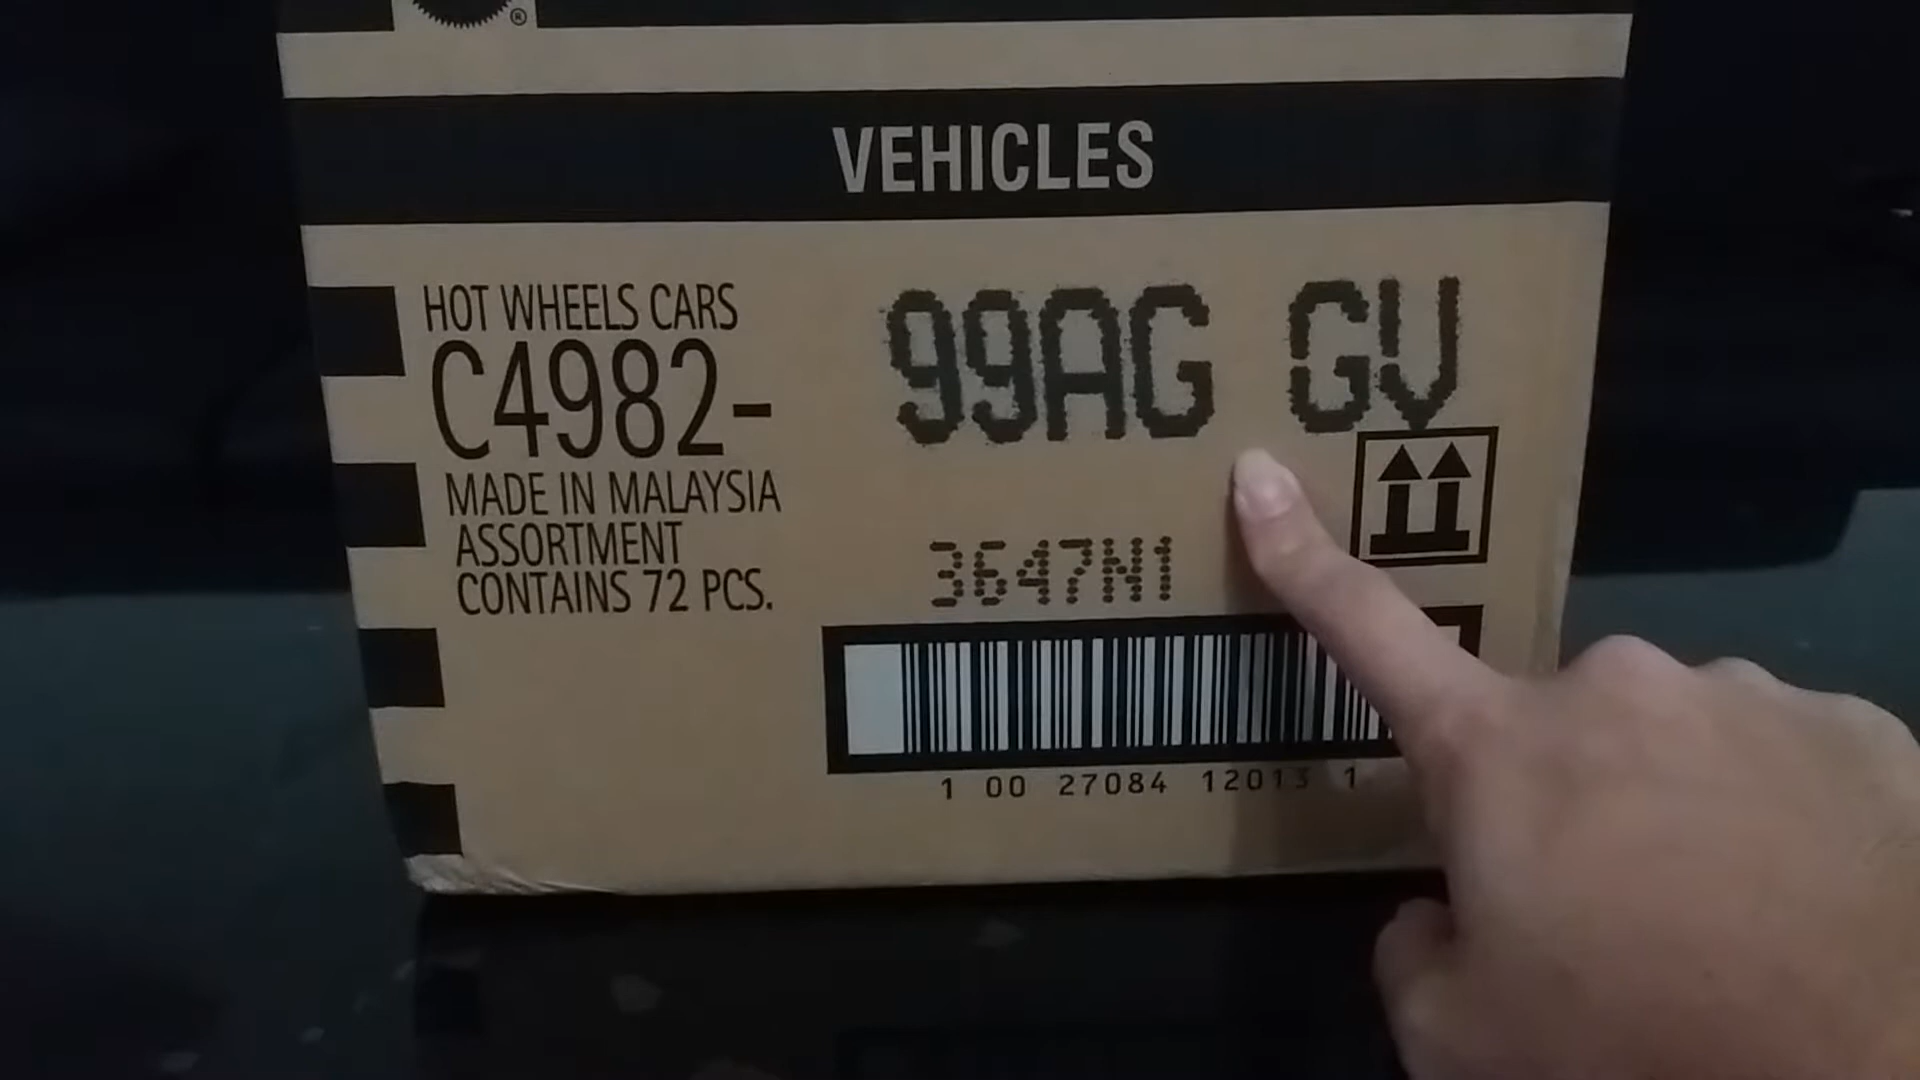 ®
VEHICLES
HOT WHEELS CARS
C4982-
MADE IN MALAYSIA
ASSORTMENT
CONTAINS 72 PCS.
99AG GV
3647N1
1 00 27084 12013 1